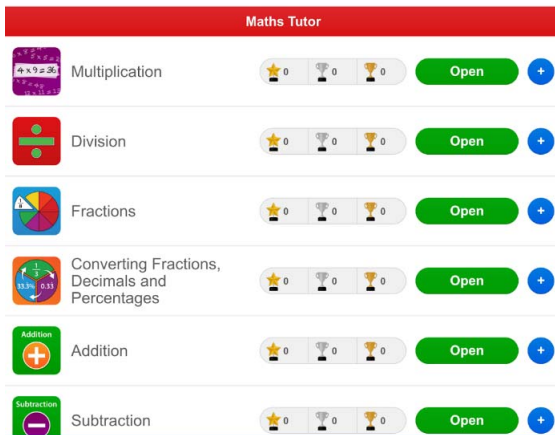 Maths Tutor
4 x 9 = 36
Multiplication
0 0 0
Open
+
Division
0 0 0
Open
+
Fractions
0 0 0
Open
+
1/3
33.3% 0.33
Converting Fractions,
Decimals and
Percentages
0 0 0
Open
+
Addition
Addition
0 0 0
Open
+
Subtraction
Subtraction
0 0 0
Open
+